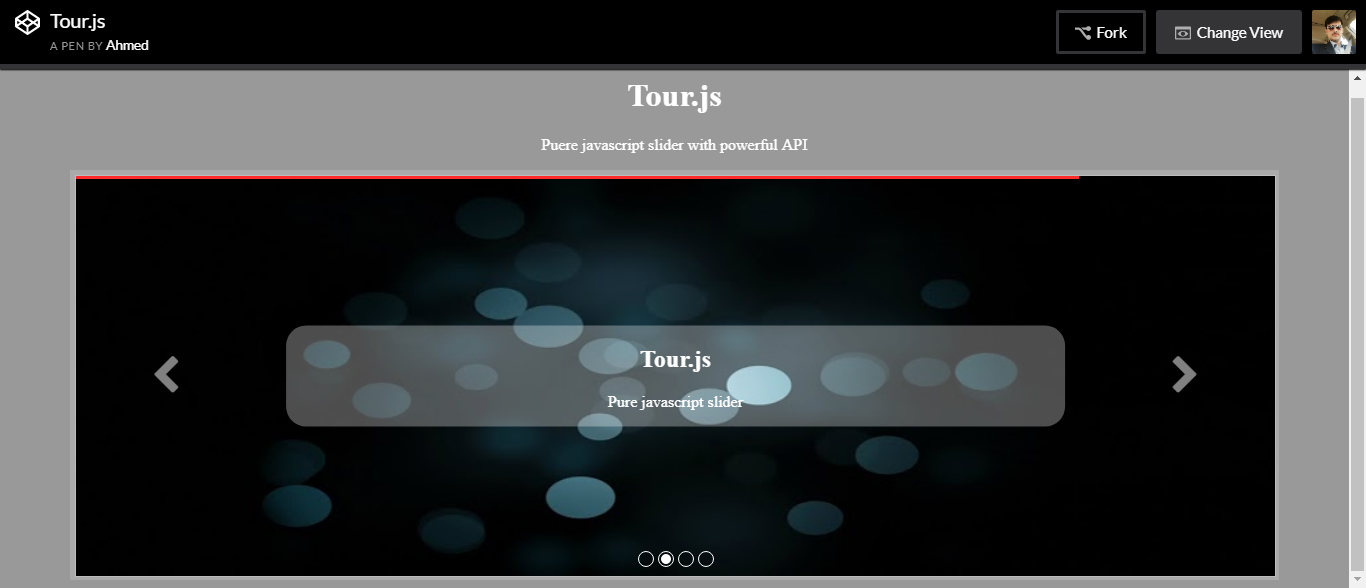 Tour.js
A PEN BY Ahmed
Fork
Change View
Tour.js
Puere javascript slider with powerful API
Tour.js
Pure javascript slider